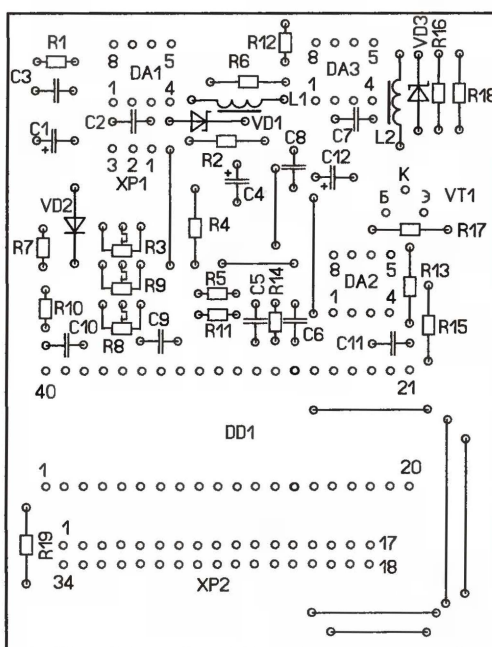 R1
8
5
R12
8
5
VD3
R16
C3
DA1
R6
DA3
1
4
L1
1
4
R18
C1
C2
VD1
C7
L2
3
2
1
R2
C8
XP1
C4
C12
К
VD2
Б
Э
VT1
R7
R3
R4
R17
R9
8
5
R10
R5
C5
R14
DA2
R13
1
4
C10
R8
C9
R11
C6
C11
R15
40
21
DD1
1
20
R19
1
17
34
XP2
18